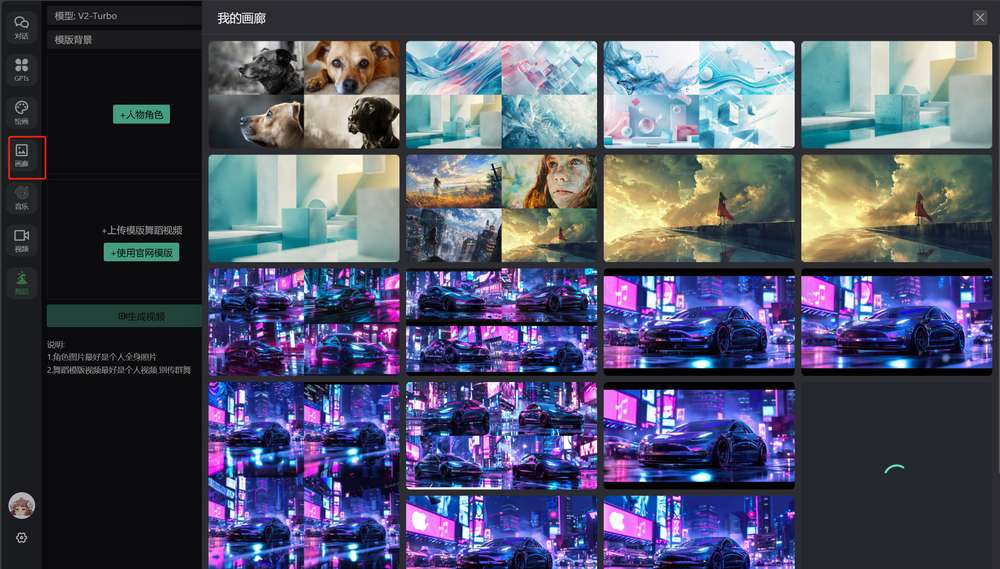 对话
GPTs
绘画
画廊
音乐
视频
舞蹈
模型: V2-Turbo
模版背景
+人物角色
+上传模版舞蹈视频
+使用官网模版
生成视频
说明:
1.角色图片最好是个人全身照片
2.舞蹈模版视频最好是个人视频 别传群舞
我的画廊